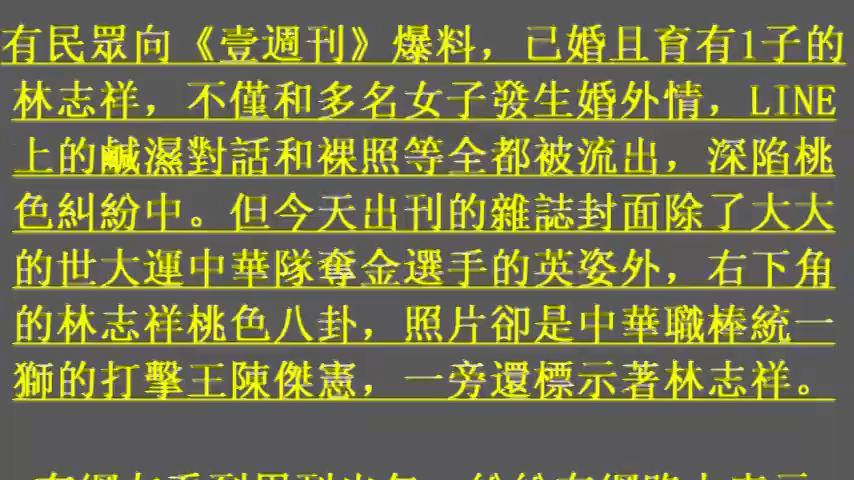 有民眾向《壹週刊》爆料，已婚且育有1子的
林志祥，不僅和多名女子發生婚外情，LINE
上的鹹濕對話和裸照等全都被流出，深陷桃
色糾紛中。但今天出刊的雜誌封面除了大大
的世大運中華隊奪金選手的英姿外，右下角
的林志祥桃色八卦，照片卻是中華職棒統一
獅的打擊王陳傑憲，一旁還標示著林志祥。